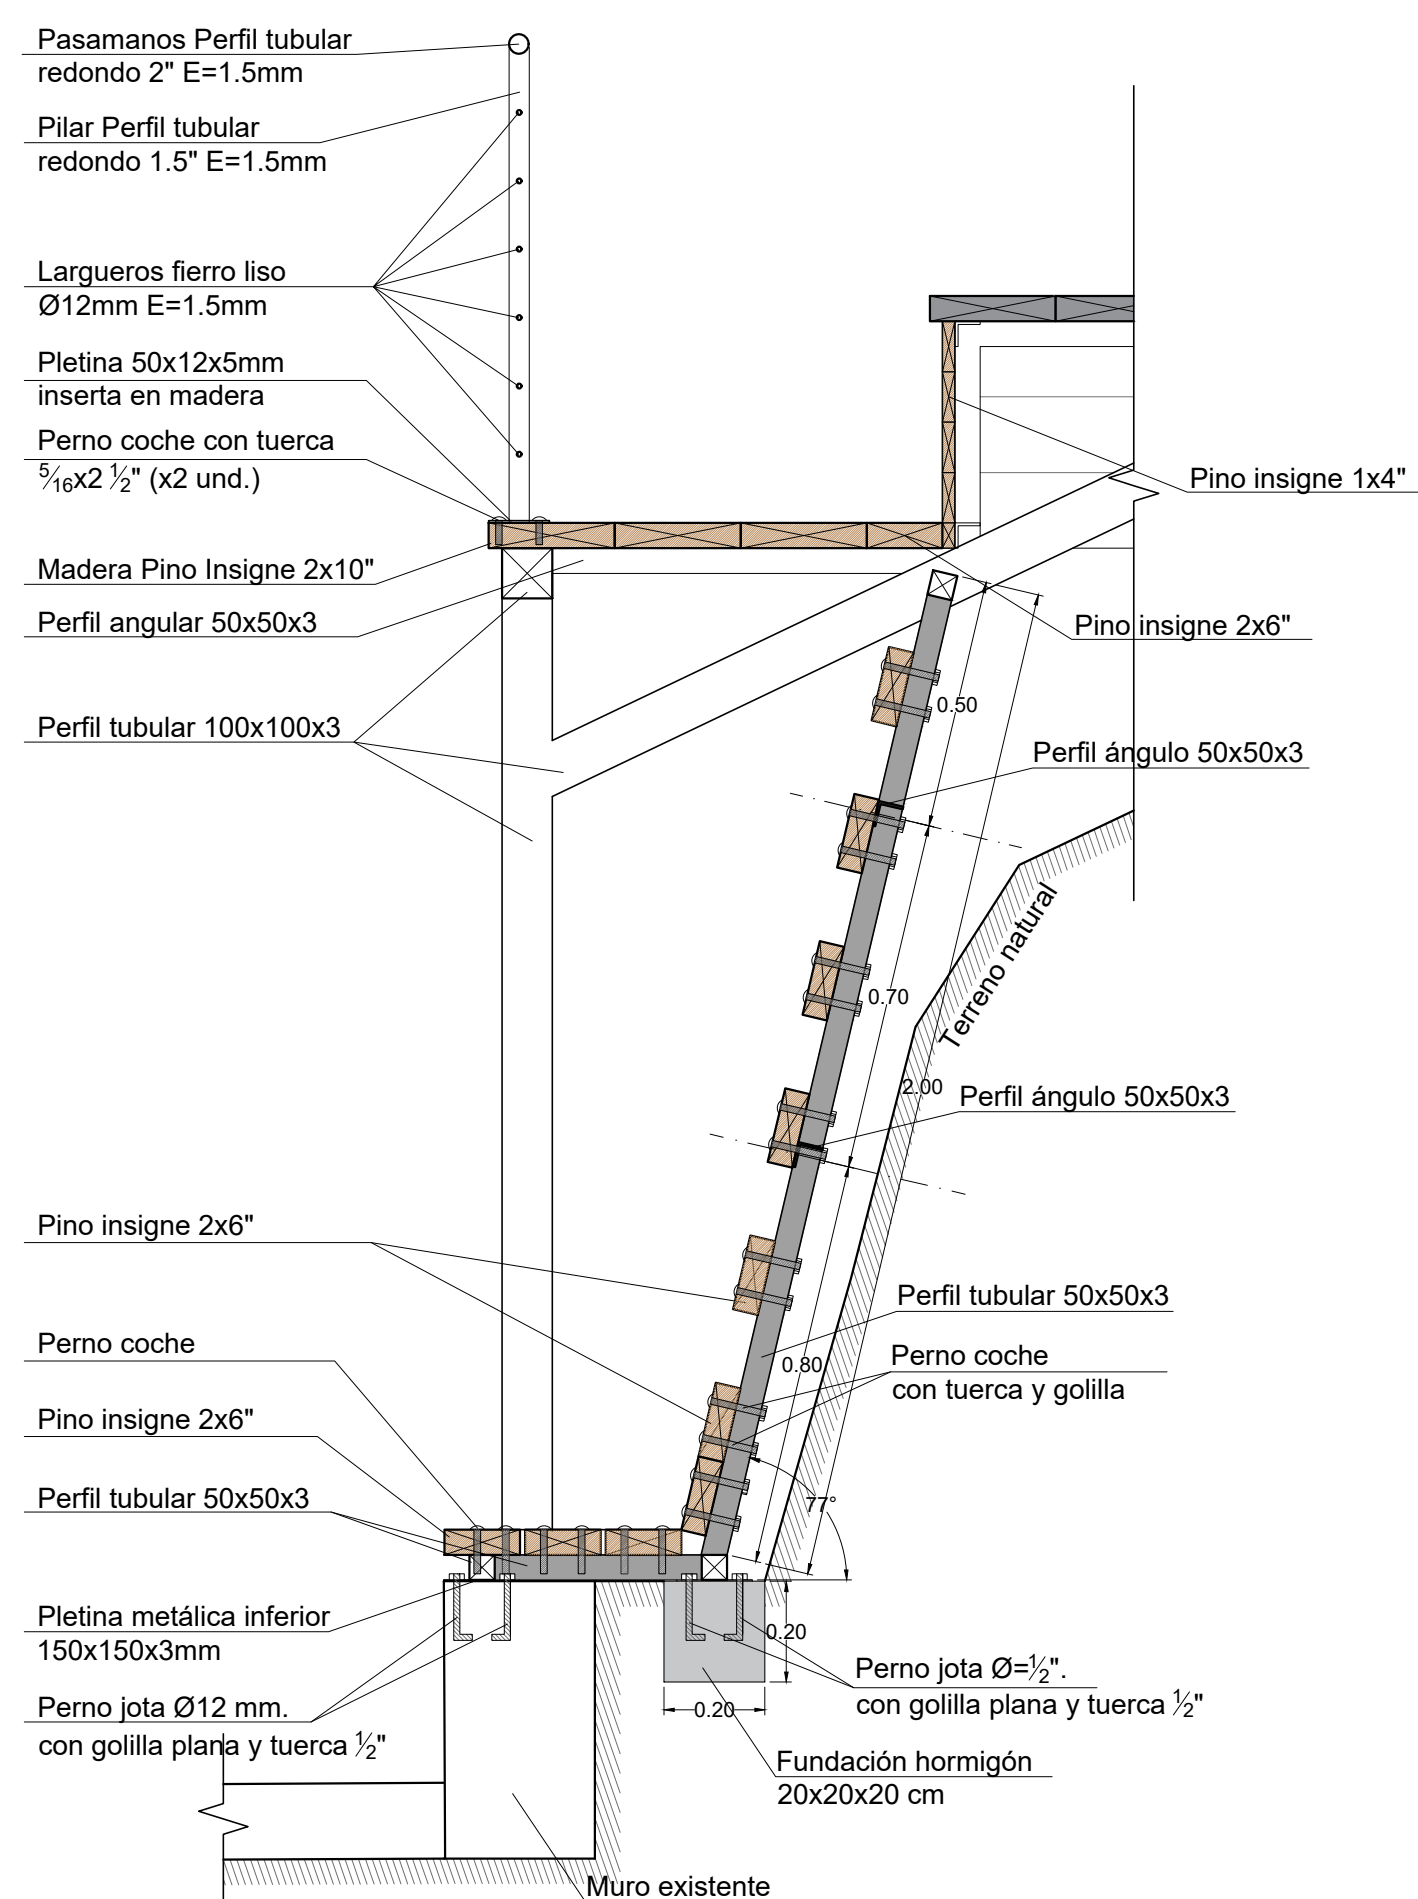 Pasamanos Perfil tubular
redondo 2" E=1.5mm
Pilar Perfil tubular
redondo 1.5" E=1.5mm
Largueros fierro liso
Ø12mm E=1.5mm
Pletina 50x12x5mm
inserta en madera
Perno coche con tuerca
5⁄16x2 1⁄2" (x2 und.)
Madera Pino Insigne 2x10"
Perfil angular 50x50x3
Perfil tubular 100x100x3
Pino insigne 1x4"
Pino insigne 2x6"
0.50
Perfil ángulo 50x50x3
0.70
Terreno natural
2.00
Perfil ángulo 50x50x3
Pino insigne 2x6"
Perno coche
Pino insigne 2x6"
Perfil tubular 50x50x3
Perfil tubular 50x50x3
0.80
Perno coche
con tuerca y golilla
77°
Pletina metálica inferior
150x150x3mm
Perno jota Ø12 mm.
con golilla plana y tuerca 1⁄2"
0.20
0.20
Perno jota Ø=1⁄2".
con golilla plana y tuerca 1⁄2"
Fundación hormigón
20x20x20 cm
Muro existente